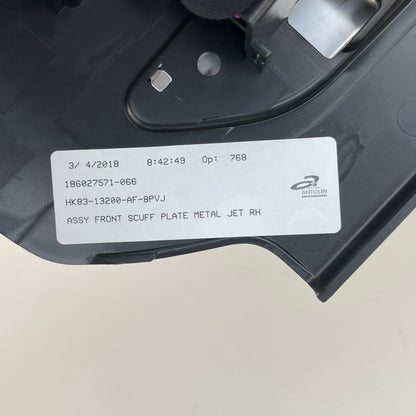 3/ 4/2018 8:42:49 Op: 768
186027571-066
HK83-13200-AF-8PVJ
ANTOLIN
ASSY FRONT SCUFF PLATE METAL JET RH